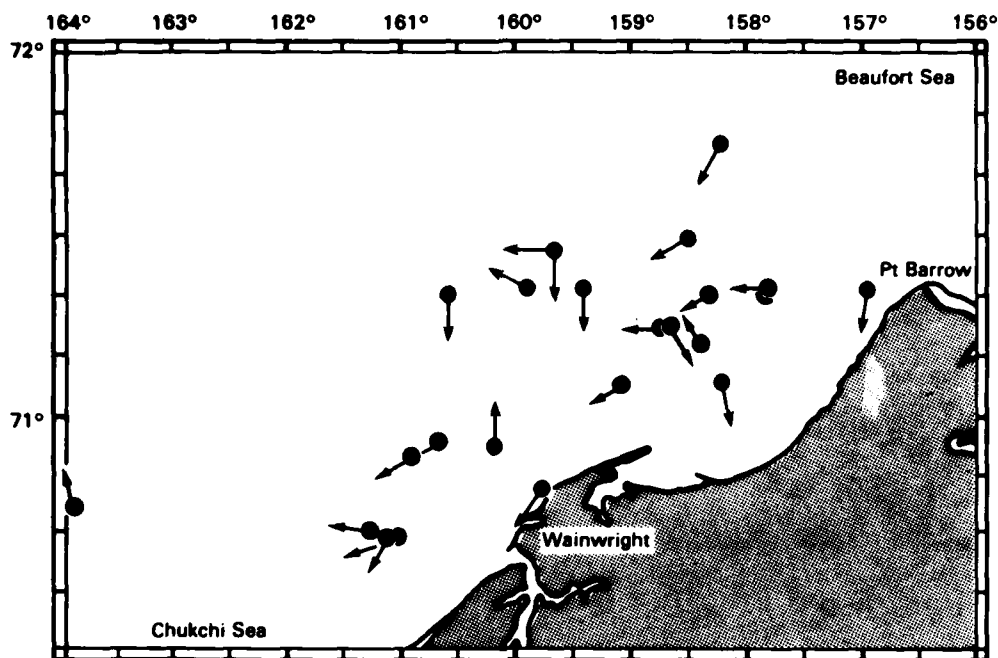 164° 163° 162° 161° 160° 159° 158° 157° 156°
72°
Beaufort Sea
Pt Barrow
71°
Wainwright
Chukchi Sea